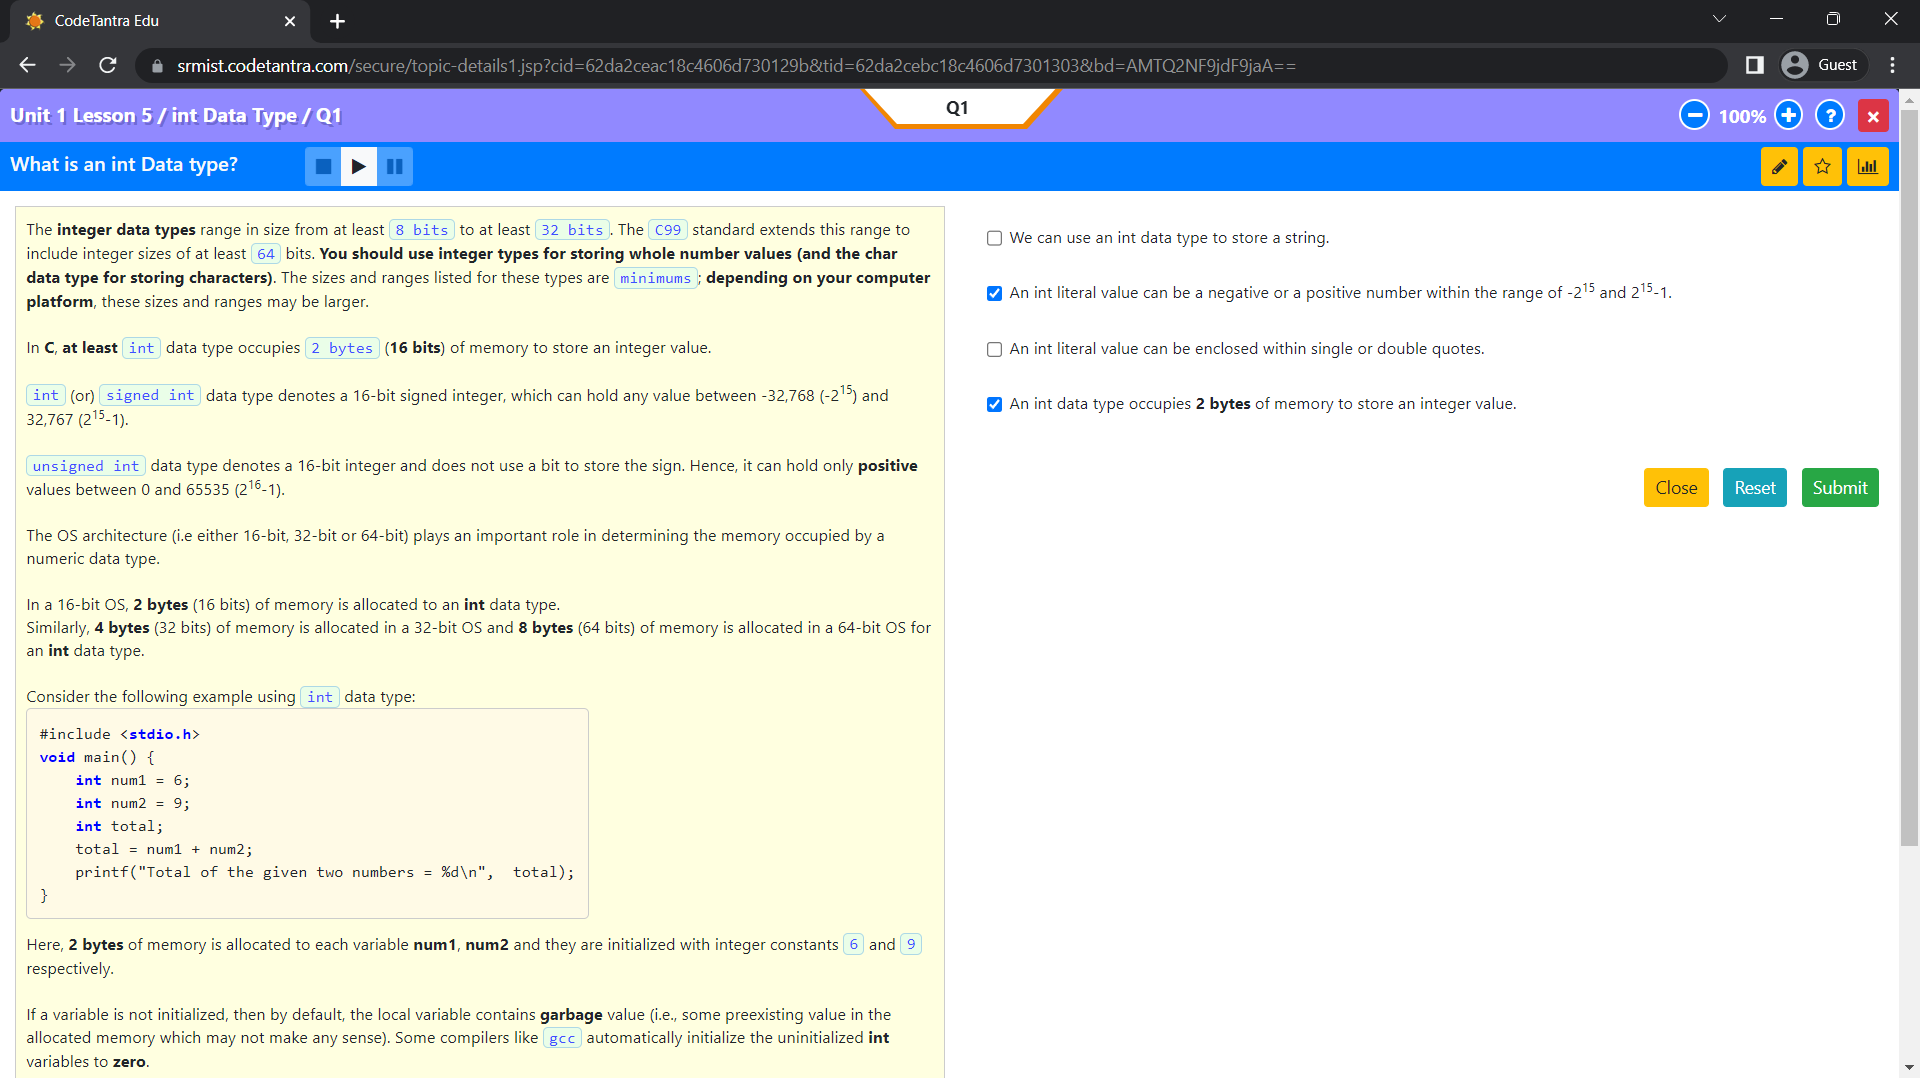 CodeTantra Edu
srmist.codetantra.com/secure/topic-details1.jsp?cid=62da2ceac18c4606d730129b&tid=62da2cebc18c4606d7301303&bd=AMTQ2NF9jdF9jaA==
Guest
Unit 1 Lesson 5 / int Data Type / Q1
Q1
100%
?
What is an int Data type?
The integer data types range in size from at least 8 bits to at least 32 bits. The C99 standard extends this range to
include integer sizes of at least 64 bits. You should use integer types for storing whole number values (and the char
data type for storing characters). The sizes and ranges listed for these types are minimums; depending on your computer
platform, these sizes and ranges may be larger.
In C, at least int data type occupies 2 bytes (16 bits) of memory to store an integer value.
int (or) signed int data type denotes a 16-bit signed integer, which can hold any value between -32,768 (-2^15) and
32,767 (2^15-1).
unsigned int data type denotes a 16-bit integer and does not use a bit to store the sign. Hence, it can hold only positive
values between 0 and 65535 (2^16-1).
The OS architecture (i.e either 16-bit, 32-bit or 64-bit) plays an important role in determining the memory occupied by a
numeric data type.
In a 16-bit OS, 2 bytes (16 bits) of memory is allocated to an int data type.
Similarly, 4 bytes (32 bits) of memory is allocated in a 32-bit OS and 8 bytes (64 bits) of memory is allocated in a 64-bit OS for
an int data type.
Consider the following example using int data type:
#include <stdio.h>
void main() {
    int num1 = 6;
    int num2 = 9;
    int total;
    total = num1 + num2;
    printf("Total of the given two numbers = %d\n",  total);
}
Here, 2 bytes of memory is allocated to each variable num1, num2 and they are initialized with integer constants 6 and 9
respectively.
If a variable is not initialized, then by default, the local variable contains garbage value (i.e., some preexisting value in the
allocated memory which may not make any sense). Some compilers like gcc automatically initialize the uninitialized int
variables to zero.
We can use an int data type to store a string.
An int literal value can be a negative or a positive number within the range of -2^15 and 2^15-1.
An int literal value can be enclosed within single or double quotes.
An int data type occupies 2 bytes of memory to store an integer value.
Close
Reset
Submit